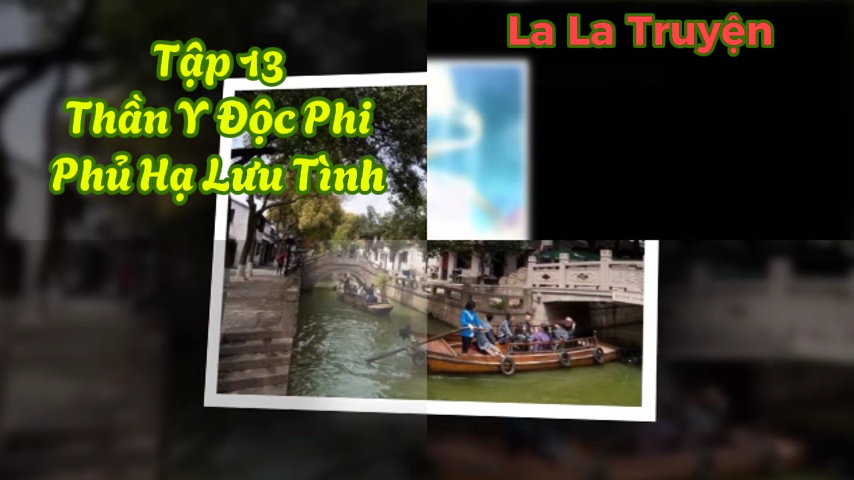 La La Truyện
Tập 13
Thần Y Độc Phi
Phủ Hạ Lưu Tình